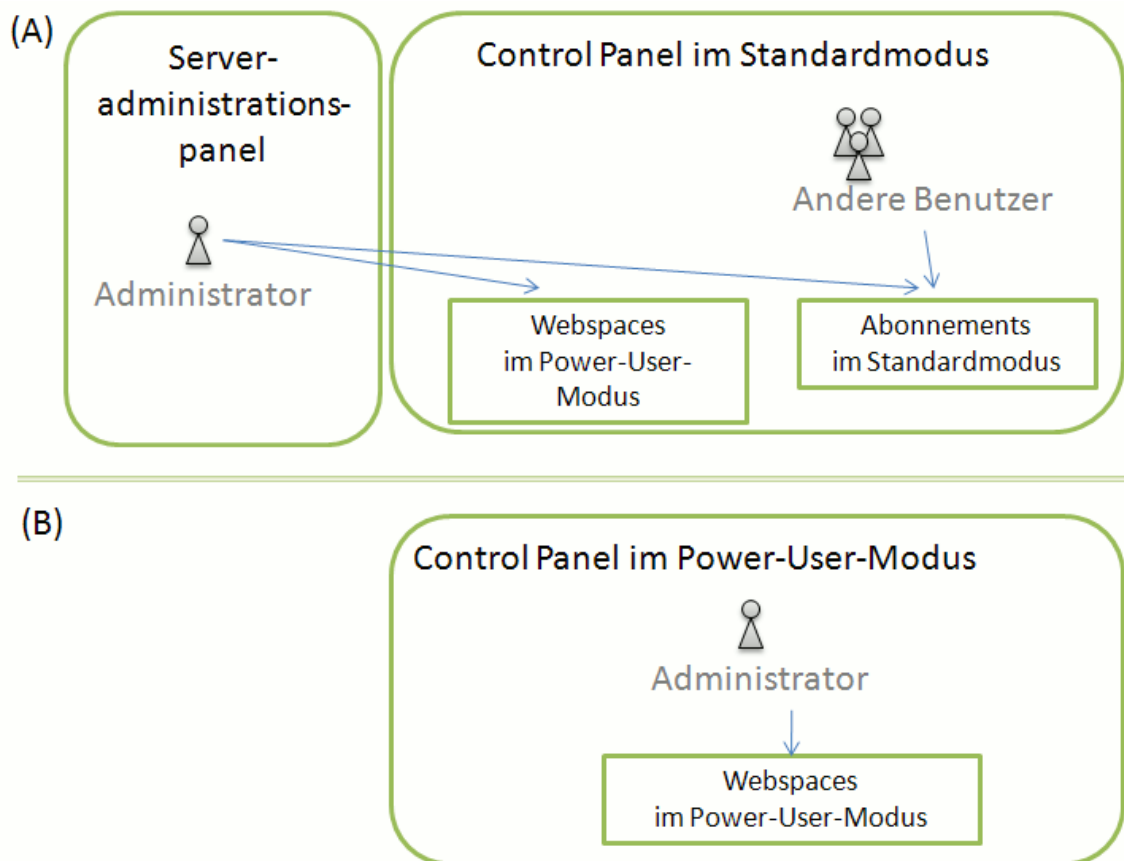 (A)
Server-
administrations-
panel
Administrator
Control Panel im Standardmodus
Andere Benutzer
Webspaces
im Power-User-
Modus
Abonnements
im Standardmodus
(B)
Control Panel im Power-User-Modus
Administrator
Webspaces
im Power-User-Modus